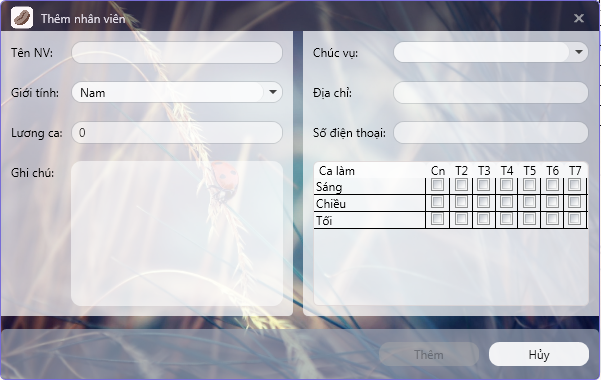 Thêm nhân viên
Tên NV:
Giới tính: Nam
Lương ca: 0
Ghi chú:
Chúc vụ:
Địa chỉ:
Số điện thoại:
Ca làm Cn T2 T3 T4 T5 T6 T7
Sáng
Chiều
Tối
Thêm Hủy